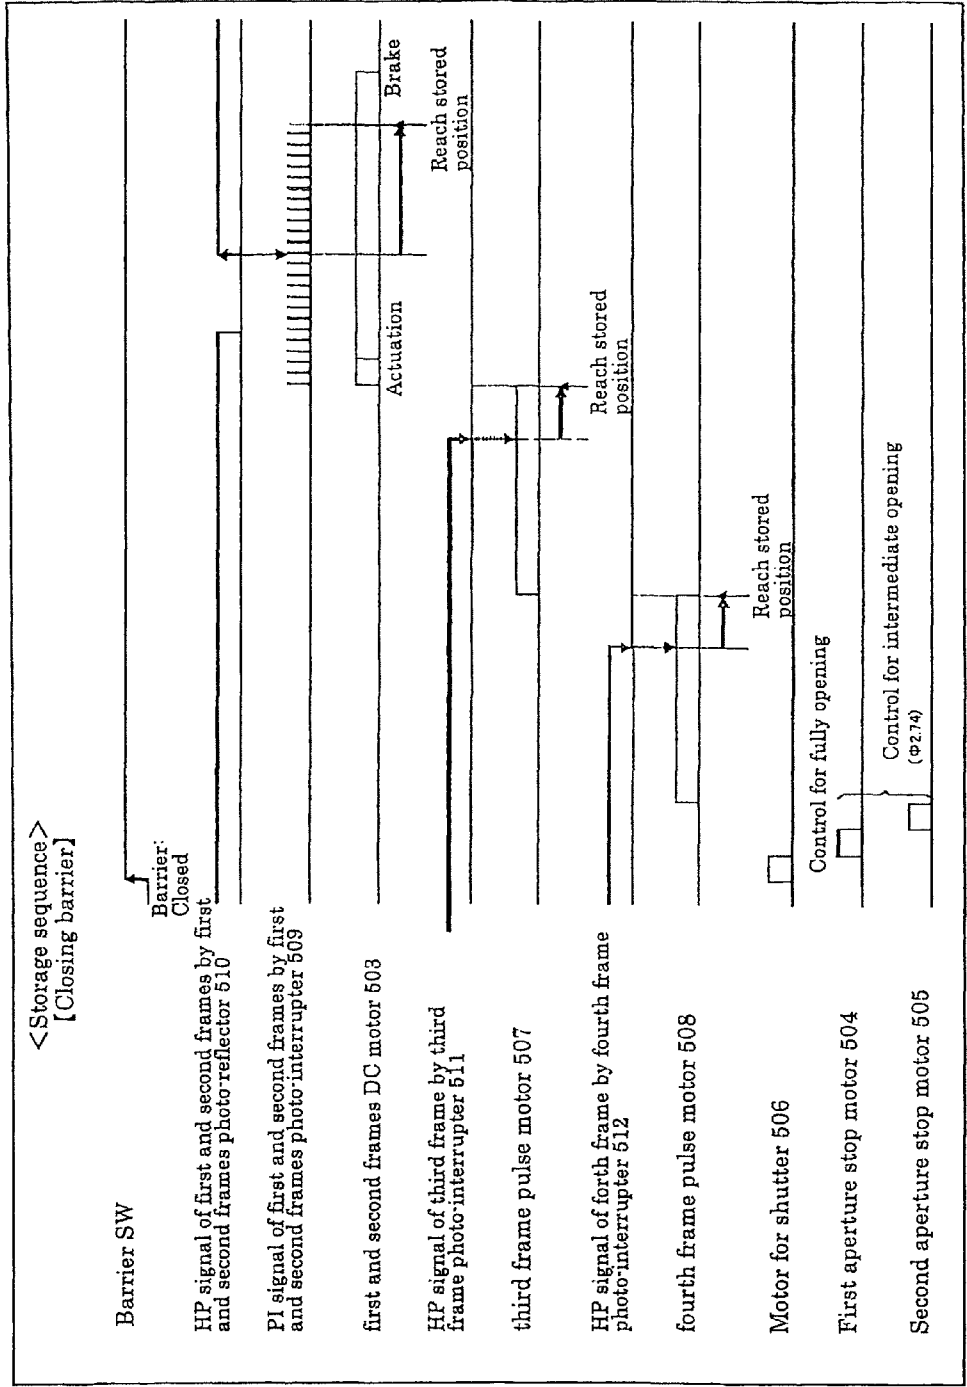 <Storage sequence>
[Closing barrier]
Barrier SW
Barrier:
Closed
HP signal of first and second frames by first
and second frames photo-reflector 510
PI signal of first and second frames by first
and second frames photo-interrupter 509
first and second frames DC motor 503
Actuation
Brake
Reach stored
position
HP signal of third frame by third
frame photo-interrupter 511
third frame pulse motor 507
Reach stored
position
HP signal of forth frame by fourth frame
photo-interrupter 512
fourth frame pulse motor 508
Reach stored
position
Motor for shutter 506
Control for fully opening
First aperture stop motor 504
Control for intermediate opening
(Φ2.74)
Second aperture stop motor 505